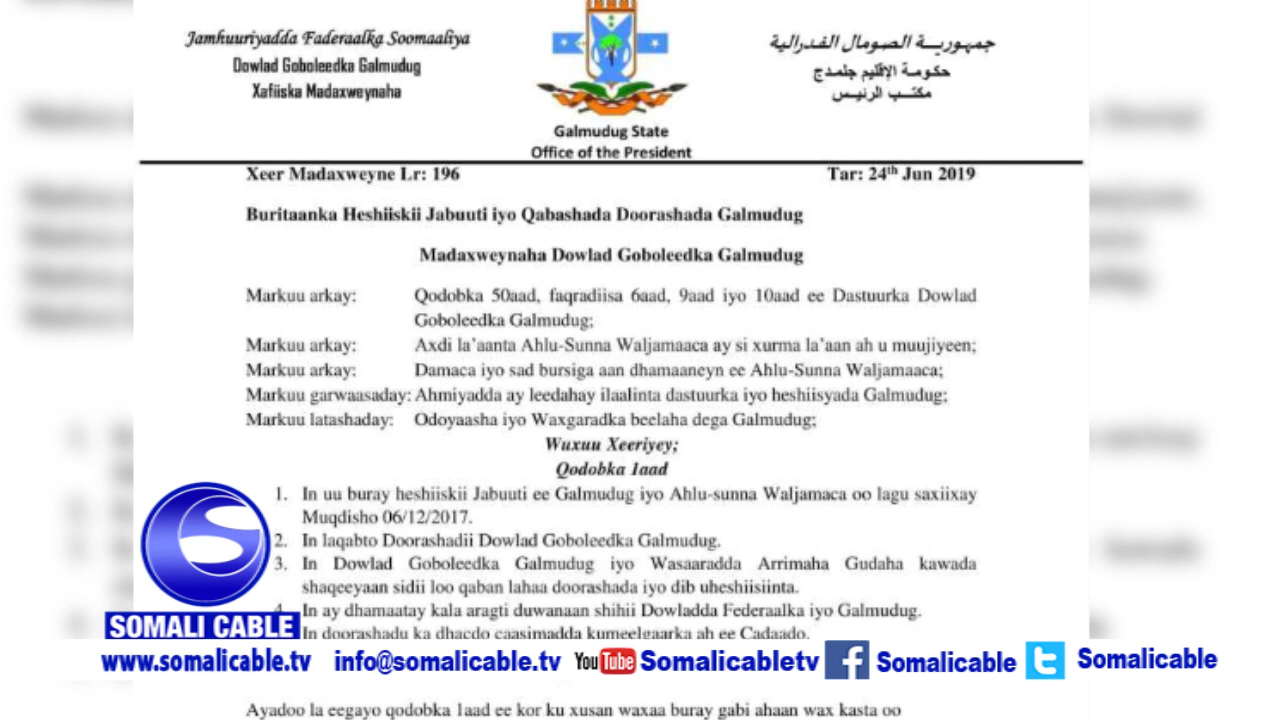 Jamhuuriyadda Faderaalka Soomaaliya
Dowlad Goboleedka Galmudug
Xafiiska Madaxweynaha
جمهوريــة الصومال الفدرالية
حكومـة الإقليم جلمدج
مكتــب الرئيـس
Galmudug State
Office of the President
Xeer Madaxweyne Lr: 196
Tar: 24th Jun 2019
Buritaanka Heshiiskii Jabuuti iyo Qabashada Doorashada Galmudug
Madaxweynaha Dowlad Goboleedka Galmudug
Markuu arkay: Qodobka 50aad, faqradiisa 6aad, 9aad iyo 10aad ee Dastuurka Dowlad
Goboleedka Galmudug;
Markuu arkay: Axdi la'aanta Ahlu-Sunna Waljamaaca ay si xurma la'aan ah u muujiyeen;
Markuu arkay: Damaca iyo sad bursiga aan dhamaaneyn ee Ahlu-Sunna Waljamaaca;
Markuu garwaasaday: Ahmiyadda ay leedahay ilaalinta dastuurka iyo heshiisyada Galmudug;
Markuu latashaday: Odoyaasha iyo Waxgaradka beelaha dega Galmudug;
Wuxuu Xeeriyey;
Qodobka 1aad
1. In uu buray heshiiskii Jabuuti ee Galmudug iyo Ahlu-sunna Waljamaca oo lagu saxiixay
Muqdisho 06/12/2017.
2. In laqabto Doorashadii Dowlad Goboleedka Galmudug.
3. In Dowlad Goboleedka Galmudug iyo Wasaaradda Arrimaha Gudaha kawada
shaqeeyaan sidii loo qaban lahaa doorashada iyo dib uheshiisiinta.
4. In ay dhamaatay kala aragti duwanaan shihii Dowladda Federaalka iyo Galmudug.
In doorashadu ka dhacdo caasimadda kumeelgaarka ah ee Cadaado.
SOMALI CABLE
www.somalicable.tv info@somalicable.tv YouTube Somalicabletv f Somalicable Somalicable
Ayadoo la eegayo qodobka 1aad ee kor ku xusan waxaa buray gabi ahaan wax kasta oo